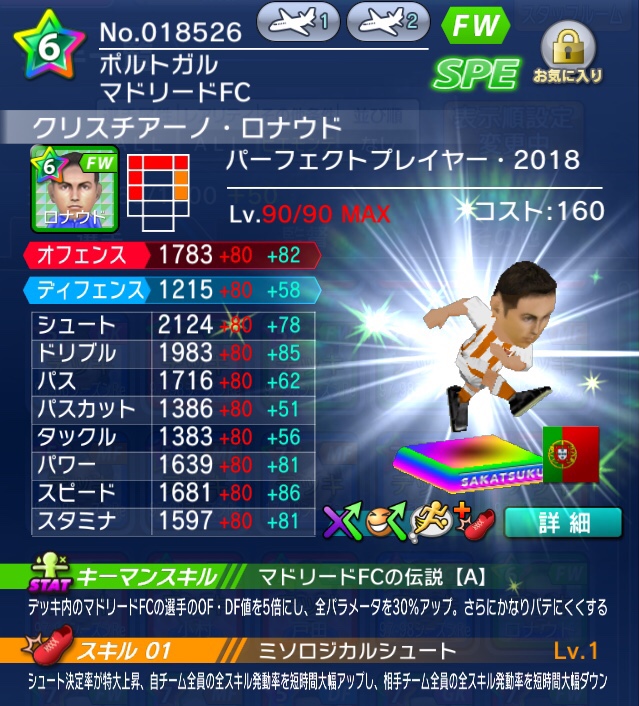 6
No.018526
1
2
FW
ポルトガル
マドリードFC
SPE
お気に入り
クリスチアーノ・ロナウド
6 FW
ロナウド
パーフェクトプレイヤー・2018
Lv.90/90 MAX
コスト:160
オフェンス 1783 +80 +82
ディフェンス 1215 +80 +58
シュート 2124 +80 +78
ドリブル 1983 +80 +85
パス 1716 +80 +62
パスカット 1386 +80 +51
タックル 1383 +80 +56
パワー 1639 +80 +81
スピード 1681 +80 +86
スタミナ 1597 +80 +81
SAKATSUKU
詳細
STAT キーマンスキル マドリードFCの伝説【A】
デッキ内のマドリードFCの選手のOF・DF値を5倍にし、全パラメータを30%アップ。さらにかなりバテにくくする
スキル 01 ミソロジカルシュート Lv.1
シュート決定率が特大上昇、自チーム全員の全スキル発動率を短時間大幅アップし、相手チーム全員の全スキル発動率を短時間大幅ダウン